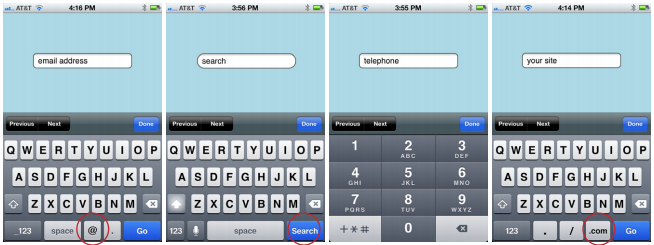 AT&T 4:16 PM
email address
Previous Next Done
Q W E R T Y U I O P
A S D F G H J K L
Z X C V B N M
.123 space @ . Go
AT&T 3:56 PM
search
Previous Next Done
Q W E R T Y U I O P
A S D F G H J K L
Z X C V B N M
123 space Search
AT&T 3:55 PM
telephone
Previous Next Done
1 2 ABC 3 DEF
4 GHI 5 JKL 6 MNO
7 PQRS 8 TUV 9 WXYZ
+*# 0
AT&T 4:14 PM
your site
Previous Next Done
Q W E R T Y U I O P
A S D F G H J K L
Z X C V B N M
123 . / .com Go